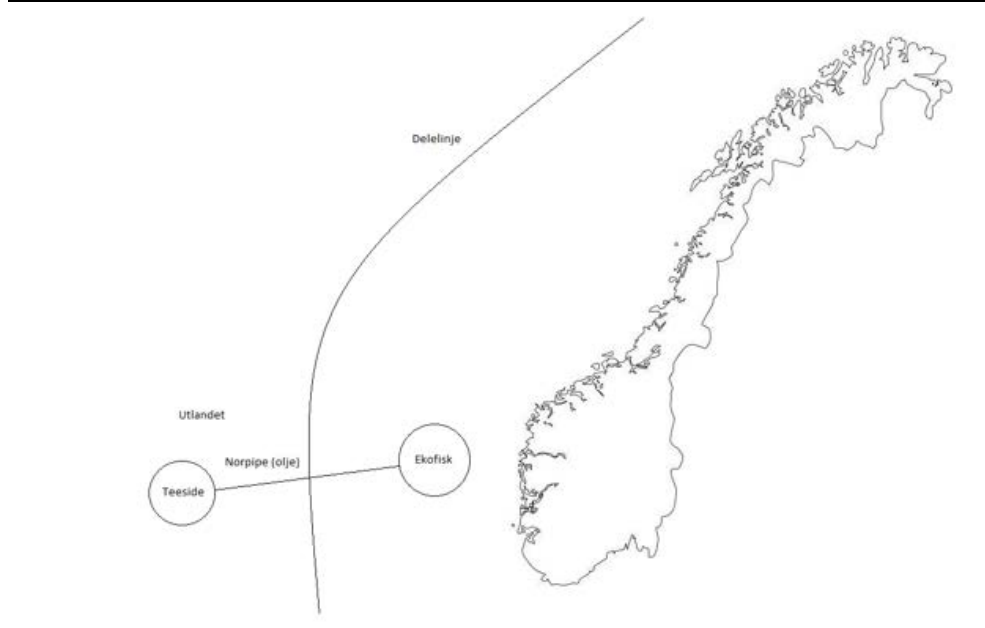 Delelinje
Utlandet
Norpipe (olje)
Ekofisk
Teeside